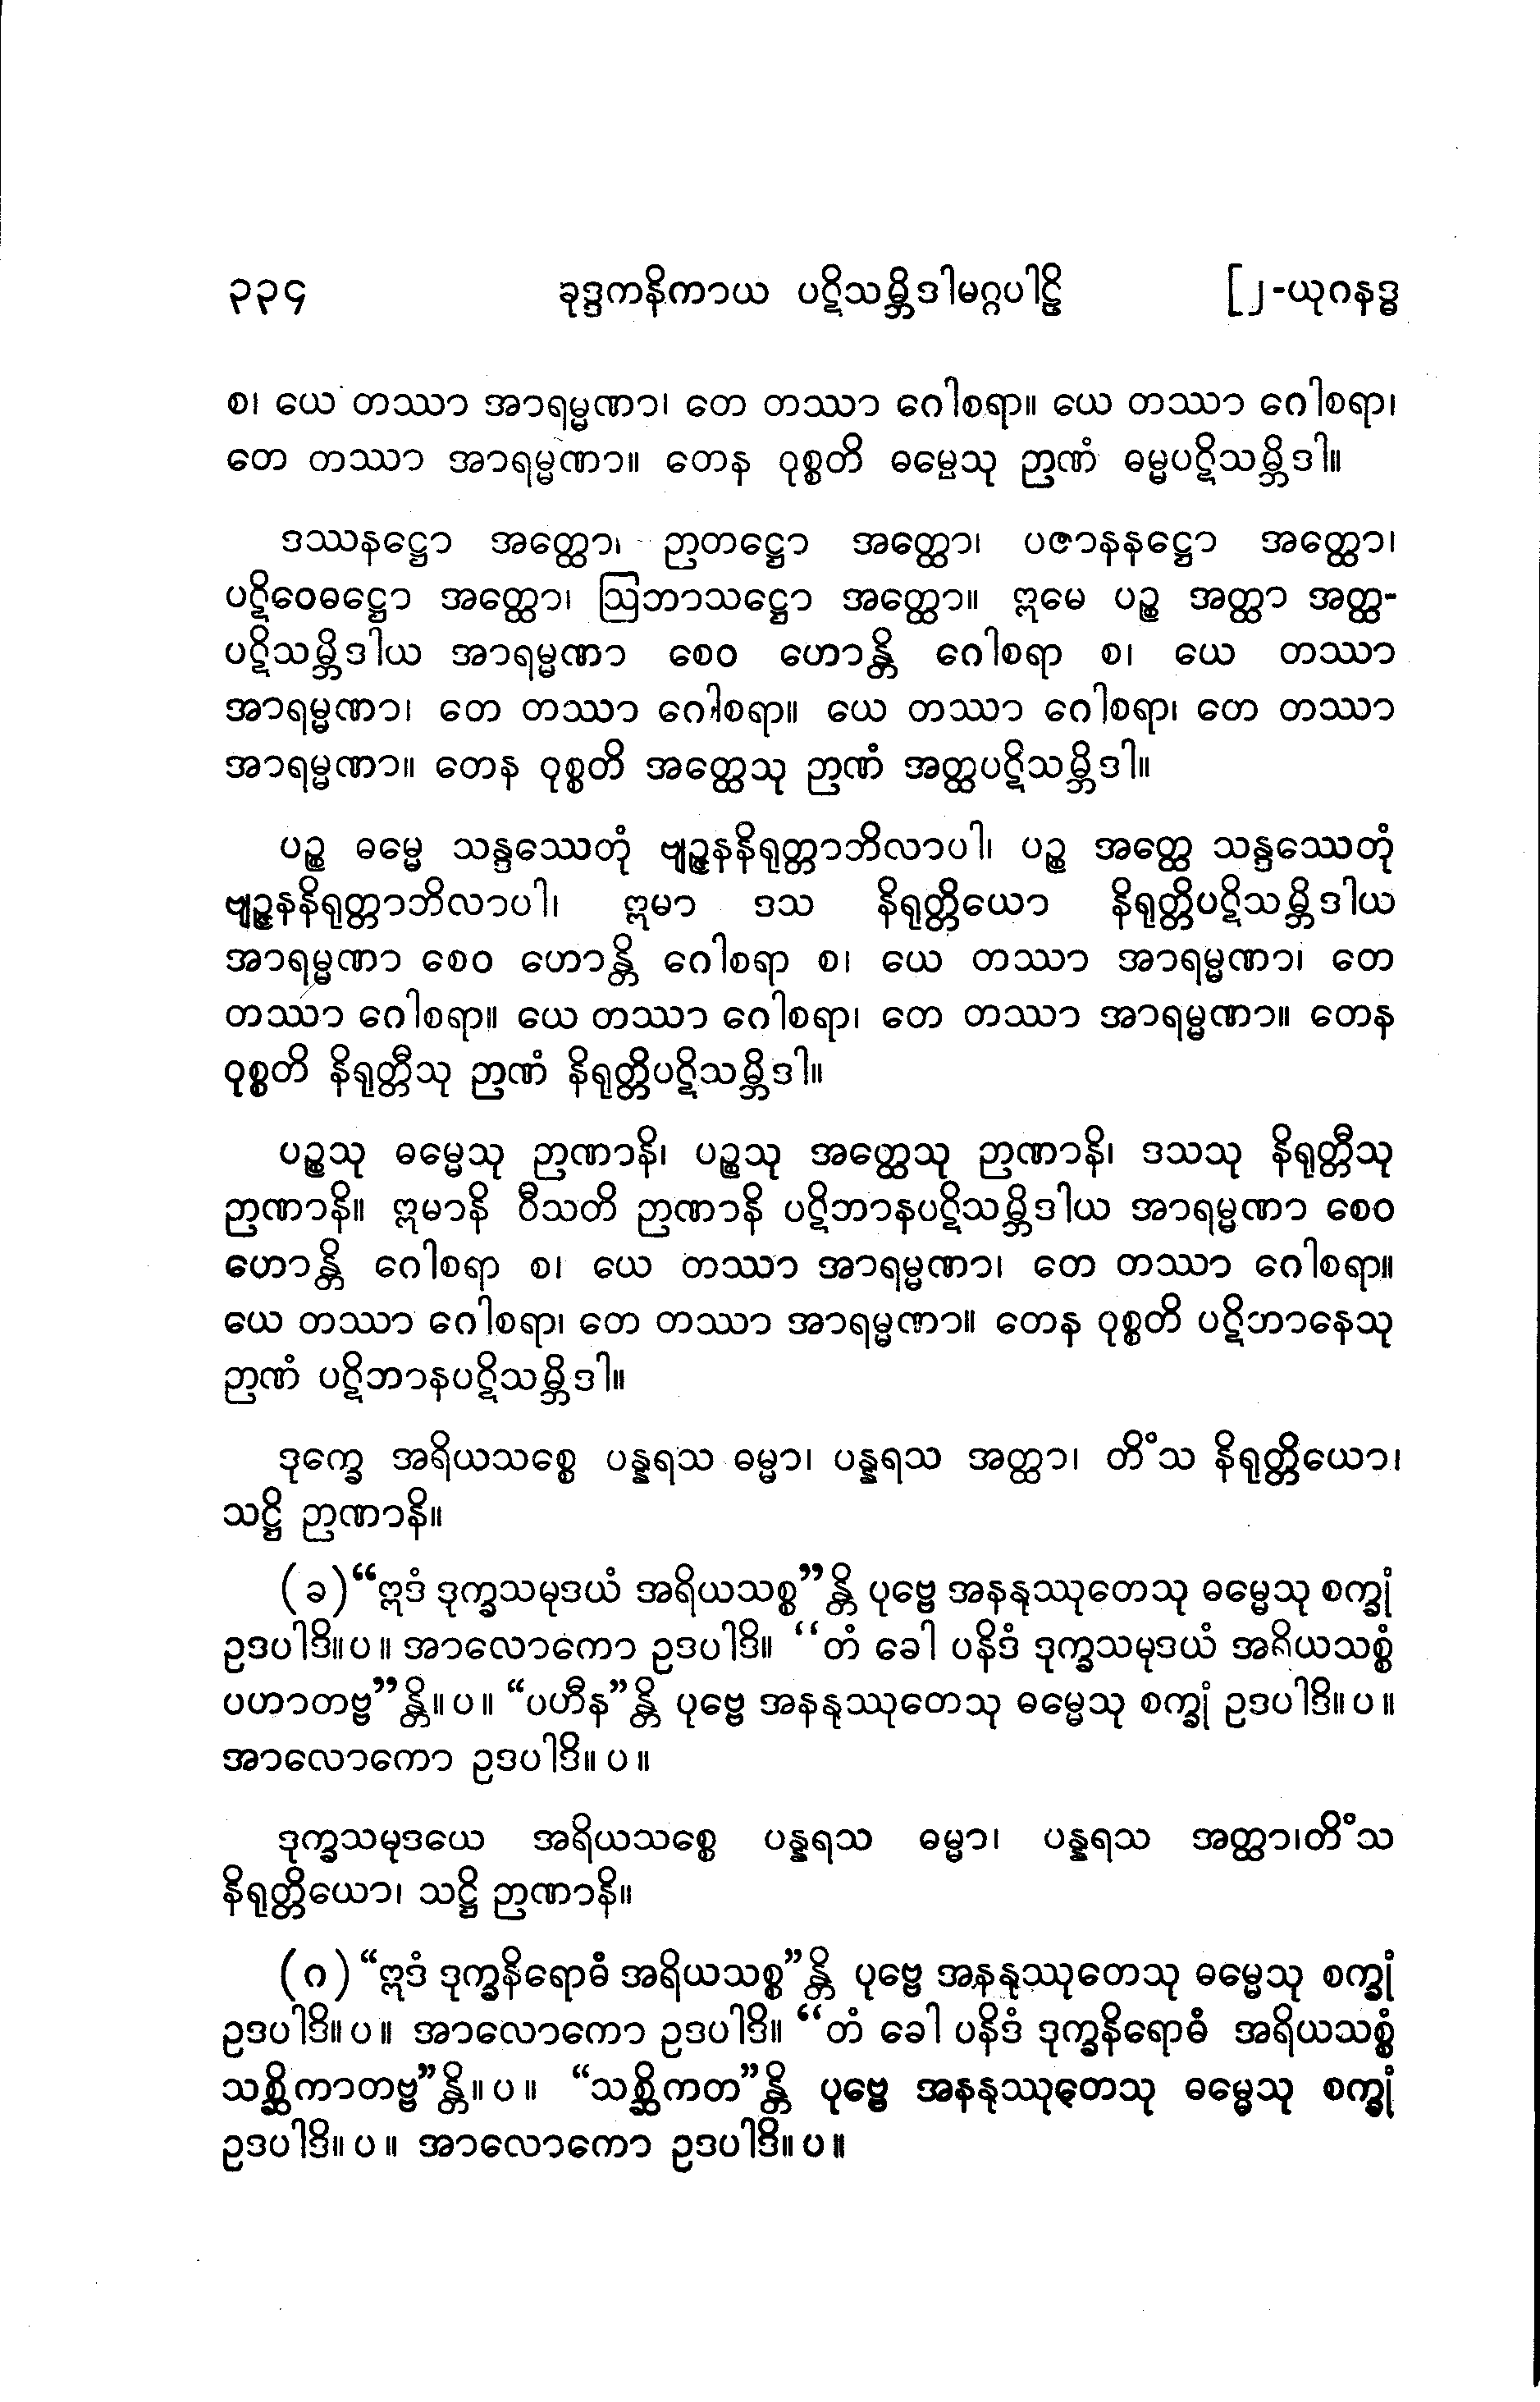 ၃၃၄ ခုဒ္ဒကနိကာယ ပဋိသမ္ဘိဒါမဂ္ဂပါဠိ [၂-ယုဂနဒ္ဓ
စ၊ ယေ တဿာ အာရမ္မဏာ၊ တေ တဿာ ဂေါစရာ။ ယေ တဿာ ဂေါစရာ၊
တေ တဿာ အာရမ္မဏာ။ တေန ဝုစ္စတိ ဓမ္မေသု ဉာဏံ ဓမ္မပဋိသမ္ဘိဒါ။
ဒဿနဋ္ဌော အတ္ထော၊ ဉာတဋ္ဌော အတ္ထော၊ ပဇာနနဋ္ဌော အတ္ထော၊
ပဋိဝေဓဋ္ဌော အတ္ထော၊ ဩဘာသဋ္ဌော အတ္ထော။ ဣမေ ပဉ္စ အတ္ထာ အတ္ထ-
ပဋိသမ္ဘိဒါယ အာရမ္မဏာ စေဝ ဟောန္တိ ဂေါစရာ စ၊ ယေ တဿာ
အာရမ္မဏာ၊ တေ တဿာ ဂေါစရာ။ ယေ တဿာ ဂေါစရာ၊ တေ တဿာ
အာရမ္မဏာ။ တေန ဝုစ္စတိ အတ္ထေသု ဉာဏံ အတ္ထပဋိသမ္ဘိဒါ။
ပဉ္စ ဓမ္မေ သန္ဒဿေတုံ ဗျဉ္ဇနနိရုတ္တာဘိလာပါ၊ ပဉ္စ အတ္ထေ သန္ဒဿေတုံ
ဗျဉ္ဇနနိရုတ္တာဘိလာပါ၊ ဣမာ ဒသ နိရုတ္တိယော နိရုတ္တိပဋိသမ္ဘိဒါယ
အာရမ္မဏာ စေဝ ဟောန္တိ ဂေါစရာ စ၊ ယေ တဿာ အာရမ္မဏာ၊ တေ
တဿာ ဂေါစရာ။ ယေ တဿာ ဂေါစရာ၊ တေ တဿာ အာရမ္မဏာ။ တေန
ဝုစ္စတိ နိရုတ္တီသု ဉာဏံ နိရုတ္တိပဋိသမ္ဘိဒါ။
ပဉ္စသု ဓမ္မေသု ဉာဏာနိ၊ ပဉ္စသု အတ္ထေသု ဉာဏာနိ၊ ဒသသု နိရုတ္တီသု
ဉာဏာနိ။ ဣမာနိ ဝီသတိ ဉာဏာနိ ပဋိဘာနပဋိသမ္ဘိဒါယ အာရမ္မဏာ စေဝ
ဟောန္တိ ဂေါစရာ စ၊ ယေ တဿာ အာရမ္မဏာ၊ တေ တဿာ ဂေါစရာ။
ယေ တဿာ ဂေါစရာ၊ တေ တဿာ အာရမ္မဏာ။ တေန ဝုစ္စတိ ပဋိဘာနေသု
ဉာဏံ ပဋိဘာနပဋိသမ္ဘိဒါ။
ဒုက္ခေ အရိယသစ္စေ ပန္နရသ ဓမ္မာ၊ ပန္နရသ အတ္ထာ၊ တိံသ နိရုတ္တိယော၊
သဋ္ဌိ ဉာဏာနိ။
(ခ) “ဣဒံ ဒုက္ခသမုဒယံ အရိယသစ္စ”န္တိ ပုဗ္ဗေ အနနုဿုတေသု ဓမ္မေသု စက္ခုံ
ဥဒပါဒိ။ပ။ အာလောကော ဥဒပါဒိ။ “တံ ခေါ ပနိဒံ ဒုက္ခသမုဒယံ အရိယသစ္စံ
ပဟာတဗ္ဗ”န္တိ။ပ။ “ပဟီန”န္တိ ပုဗ္ဗေ အနနုဿုတေသု ဓမ္မေသု စက္ခုံ ဥဒပါဒိ။ပ။
အာလောကော ဥဒပါဒိ။ပ။
ဒုက္ခသမုဒယေ အရိယသစ္စေ ပန္နရသ ဓမ္မာ၊ ပန္နရသ အတ္ထာ၊တိံသ
နိရုတ္တိယော၊ သဋ္ဌိ ဉာဏာနိ။
(ဂ) “ဣဒံ ဒုက္ခနိရောဓံ အရိယသစ္စ”န္တိ ပုဗ္ဗေ အနနုဿုတေသု ဓမ္မေသု စက္ခုံ
ဥဒပါဒိ။ပ။ အာလောကော ဥဒပါဒိ။ “တံ ခေါ ပနိဒံ ဒုက္ခနိရောဓံ အရိယသစ္စံ
သစ္ဆိကာတဗ္ဗ”န္တိ။ပ။ “သစ္ဆိကတ”န္တိ ပုဗ္ဗေ အနနုဿုတေသု ဓမ္မေသု စက္ခုံ
ဥဒပါဒိ။ပ။ အာလောကော ဥဒပါဒိ။ပ။